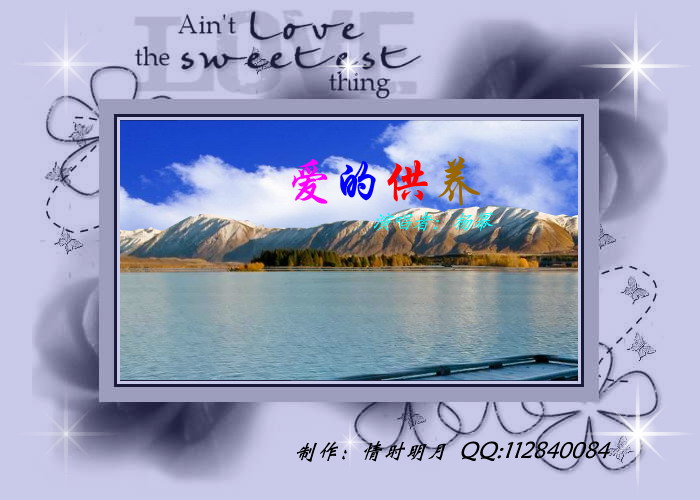 Ain't Love
the sweetest
thing
LOVE
爱的供养
演唱者：杨幂
制作：情时明月 QQ:112840084